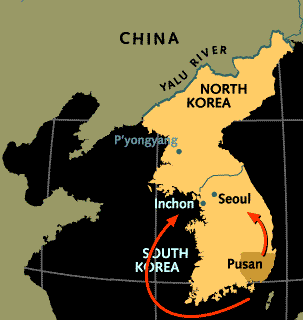 CHINA
YALU RIVER
NORTH
KOREA
P'yongyang
Inchon
Seoul
SOUTH
KOREA
Pusan